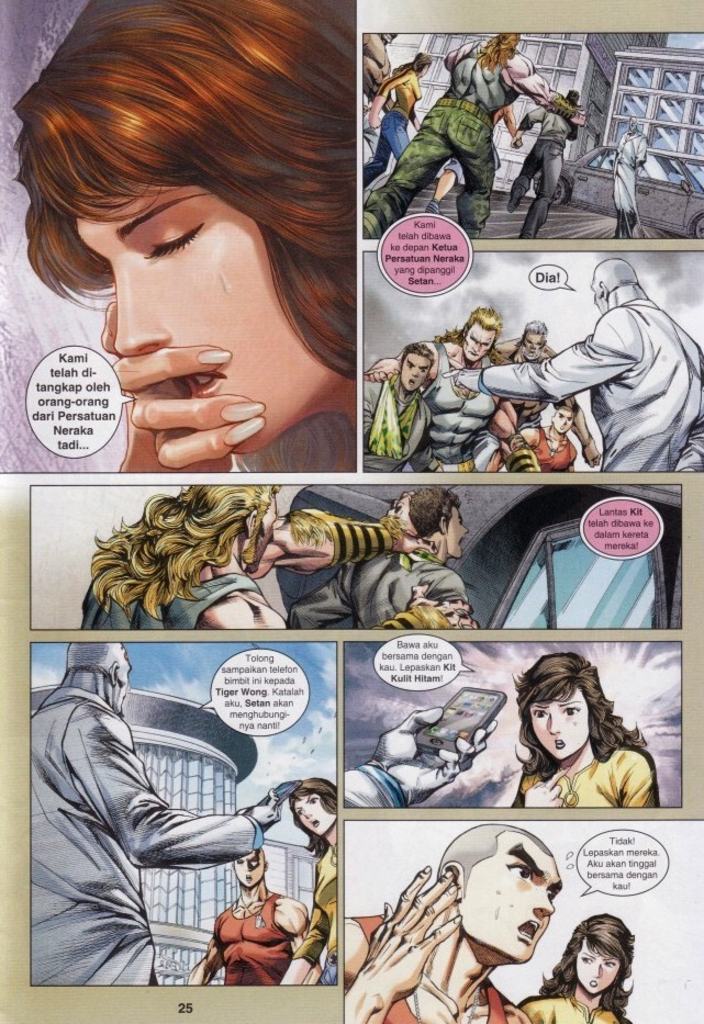 Kami
telah di-
tangkap oleh
orang-orang
dari Persatuan
Neraka
tadi...
Kami
telah dibawa
ke depan Ketua
Persatuan Neraka
yang dipanggil
Setan...
Dia!
Lantas Kit
telah dibawa ke
dalam kereta
mereka!
Tolong
sampaikan telefon
bimbit ini kepada
Tiger Wong. Katalah
aku, Setan akan
menghubungi-
nya nanti!
Bawa aku
bersama dengan
kau. Lepaskan Kit
Kulit Hitam!
Tidak!
Lepaskan mereka.
Aku akan tinggal
bersama dengan
kau!
25